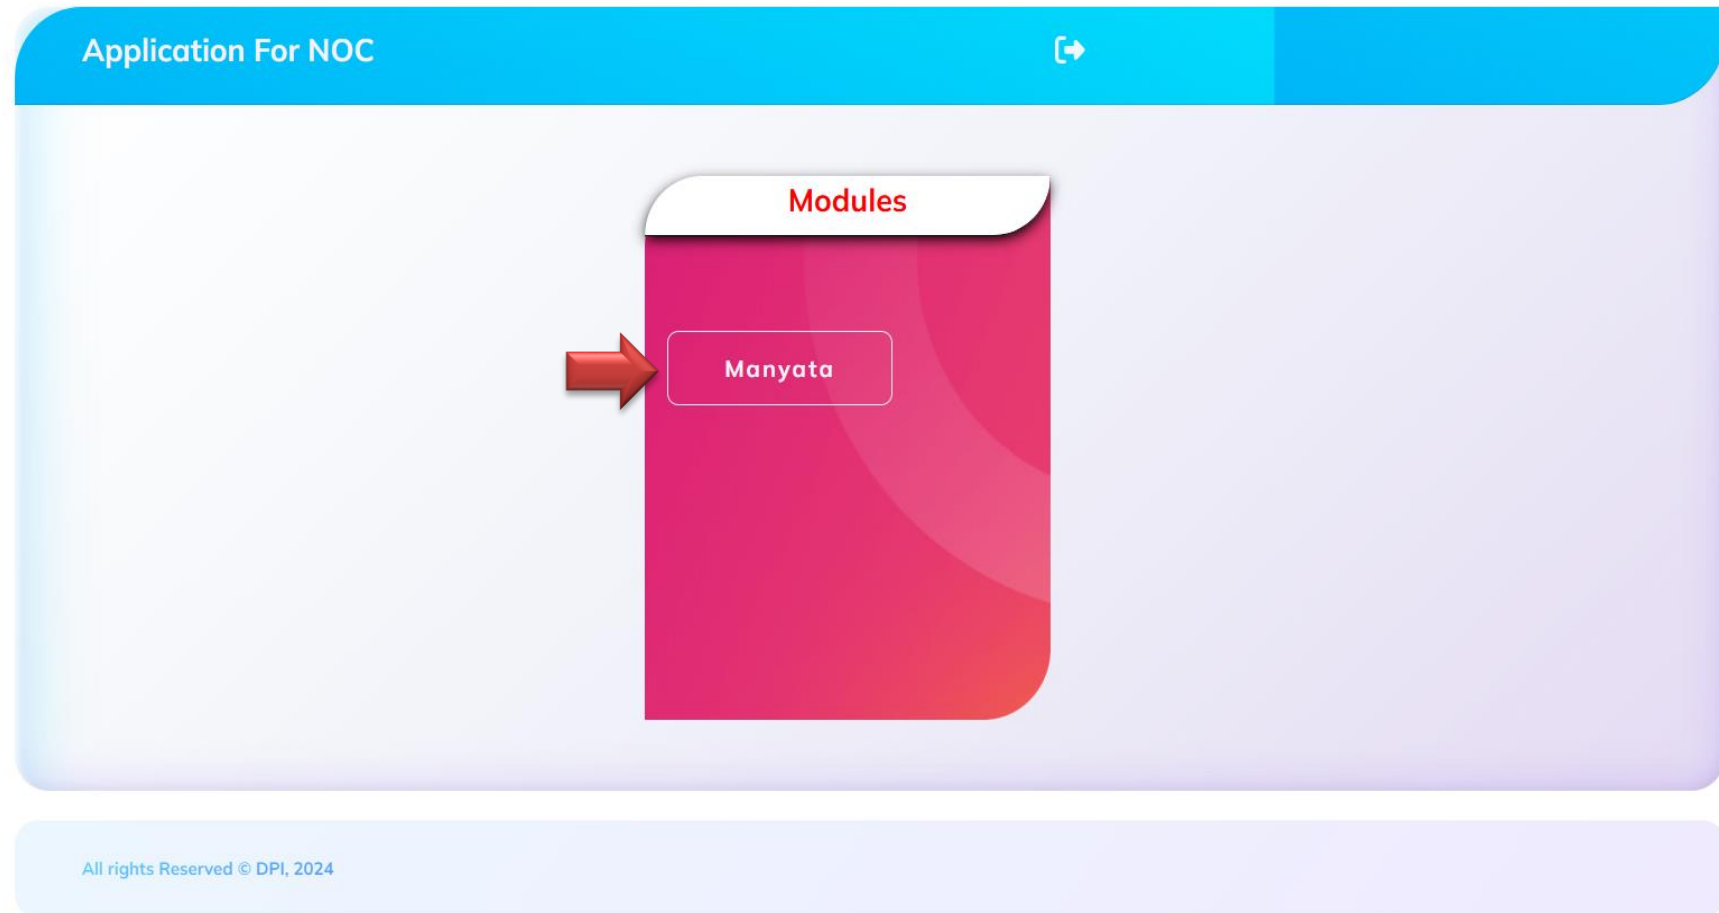 Application For NOC
Modules
Manyata
All rights Reserved © DPI, 2024